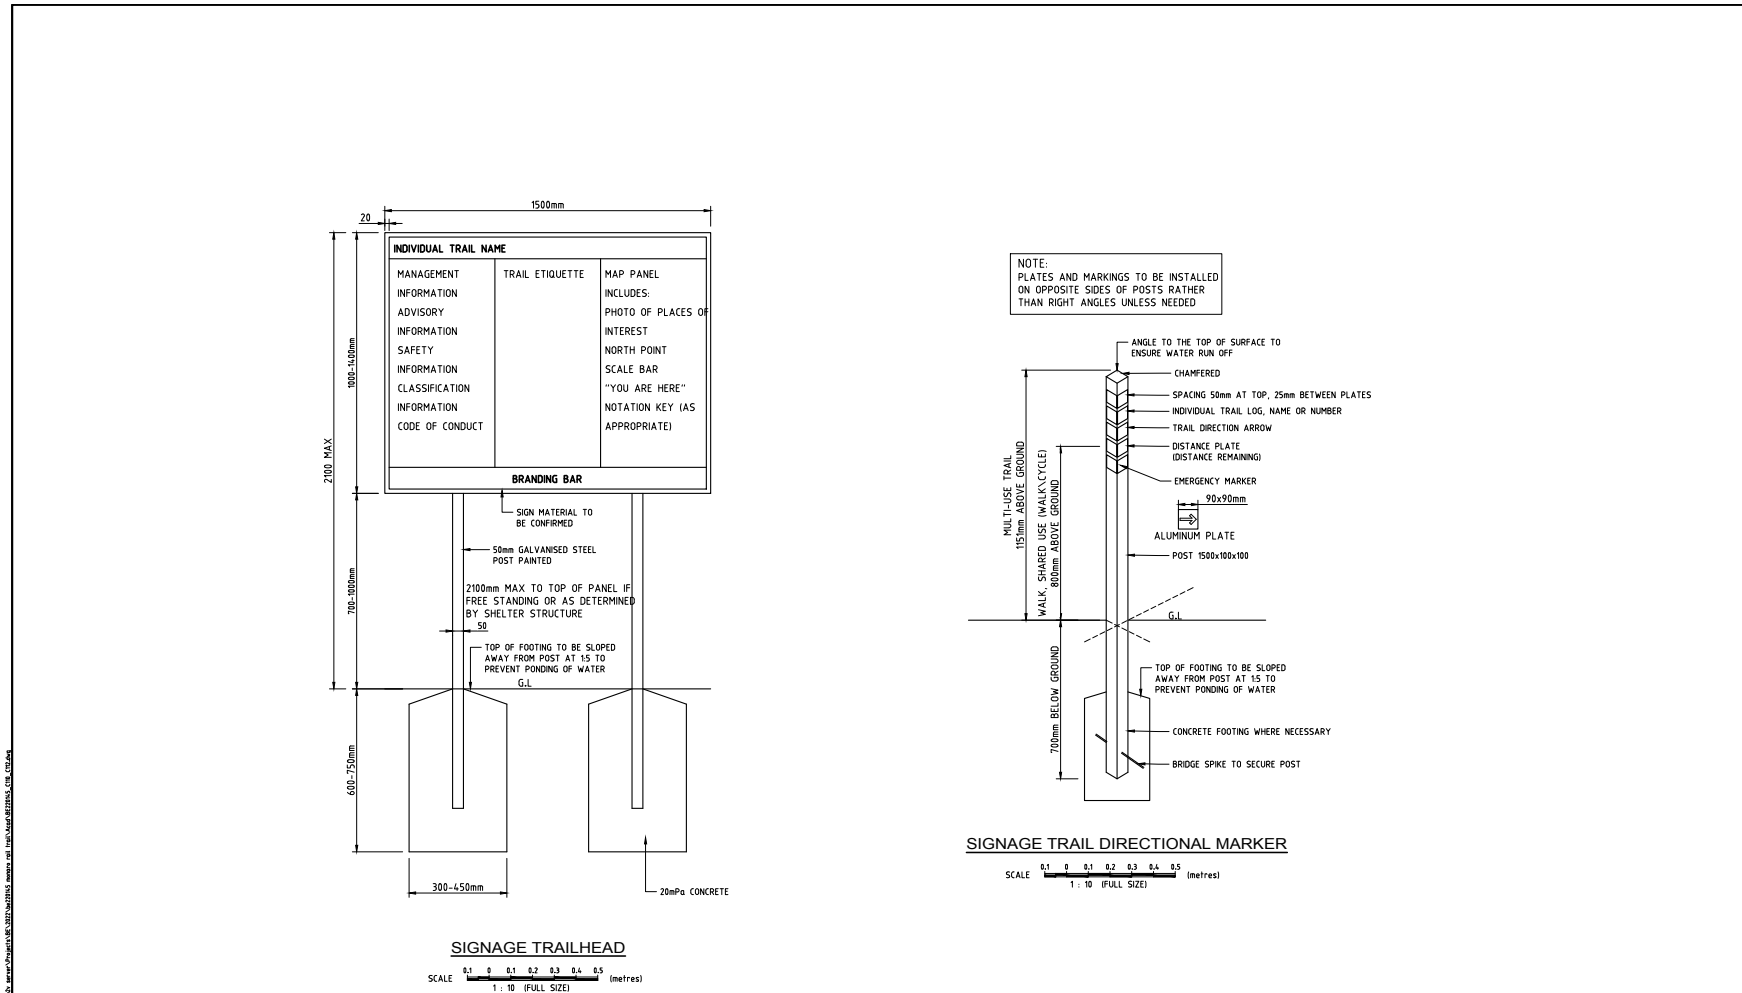 1500mm
20
INDIVIDUAL TRAIL NAME
MANAGEMENT
INFORMATION
ADVISORY
INFORMATION
SAFETY
INFORMATION
CLASSIFICATION
INFORMATION
CODE OF CONDUCT
TRAIL ETIQUETTE
MAP PANEL
INCLUDES:
PHOTO OF PLACES OF
INTEREST
NORTH POINT
SCALE BAR
"YOU ARE HERE"
NOTATION KEY (AS
APPROPRIATE)
BRANDING BAR
1000-1400mm
2100 MAX
SIGN MATERIAL TO
BE CONFIRMED
50mm GALVANISED STEEL
POST PAINTED
700-1000mm
2100mm MAX TO TOP OF PANEL IF
FREE STANDING OR AS DETERMINED
BY SHELTER STRUCTURE
50
TOP OF FOOTING TO BE SLOPED
AWAY FROM POST AT 1:5 TO
PREVENT PONDING OF WATER
G.L
600-750mm
300-450mm
20mPa CONCRETE
SIGNAGE TRAILHEAD
SCALE
0.1 0 0.1 0.2 0.3 0.4 0.5
(metres)
1 : 10 (FULL SIZE)
NOTE:
PLATES AND MARKINGS TO BE INSTALLED
ON OPPOSITE SIDES OF POSTS RATHER
THAN RIGHT ANGLES UNLESS NEEDED
ANGLE TO THE TOP OF SURFACE TO
ENSURE WATER RUN OFF
CHAMFERED
SPACING 50mm AT TOP, 25mm BETWEEN PLATES
INDIVIDUAL TRAIL LOG, NAME OR NUMBER
TRAIL DIRECTION ARROW
DISTANCE PLATE
(DISTANCE REMAINING)
EMERGENCY MARKER
90x90mm
ALUMINUM PLATE
POST 1500x100x100
MULTI-USE TRAIL
1151mm ABOVE GROUND
WALK, SHARED USE (WALK\CYCLE)
800mm ABOVE GROUND
G.L
700mm BELOW GROUND
TOP OF FOOTING TO BE SLOPED
AWAY FROM POST AT 1:5 TO
PREVENT PONDING OF WATER
CONCRETE FOOTING WHERE NECESSARY
BRIDGE SPIKE TO SECURE POST
SIGNAGE TRAIL DIRECTIONAL MARKER
SCALE
0.1 0 0.1 0.2 0.3 0.4 0.5
(metres)
1 : 10 (FULL SIZE)